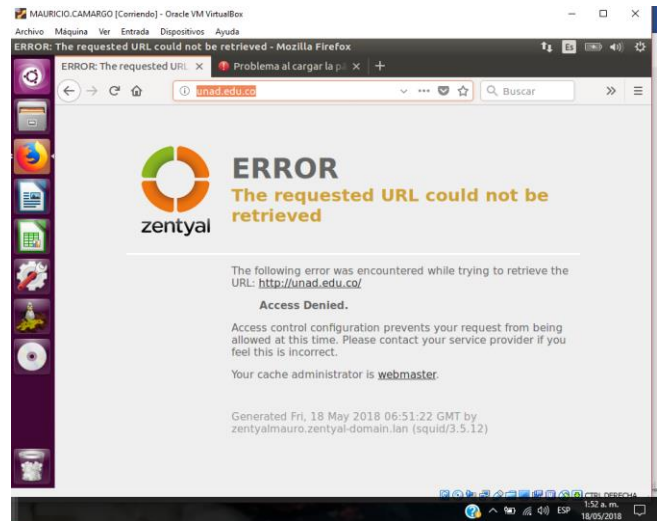 MAURICIO.CAMARGO [Corriendo] - Oracle VM VirtualBox
Archivo Máquina Ver Entrada Dispositivos Ayuda
ERROR: The requested URL could not be retrieved - Mozilla Firefox
Es
ERROR: The requested URL
Problema al cargar la pá
unad.edu.co
Buscar
zentyal
ERROR
The requested URL could not be
retrieved
The following error was encountered while trying to retrieve the
URL: http://unad.edu.co/
Access Denied.
Access control configuration prevents your request from being
allowed at this time. Please contact your service provider if you
feel this is incorrect.
Your cache administrator is webmaster.
Generated Fri, 18 May 2018 06:51:22 GMT by
zentyalmauro.zentyal-domain.lan (squid/3.5.12)
CTRL DERECHA
ESP
1:52 a. m.
18/05/2018